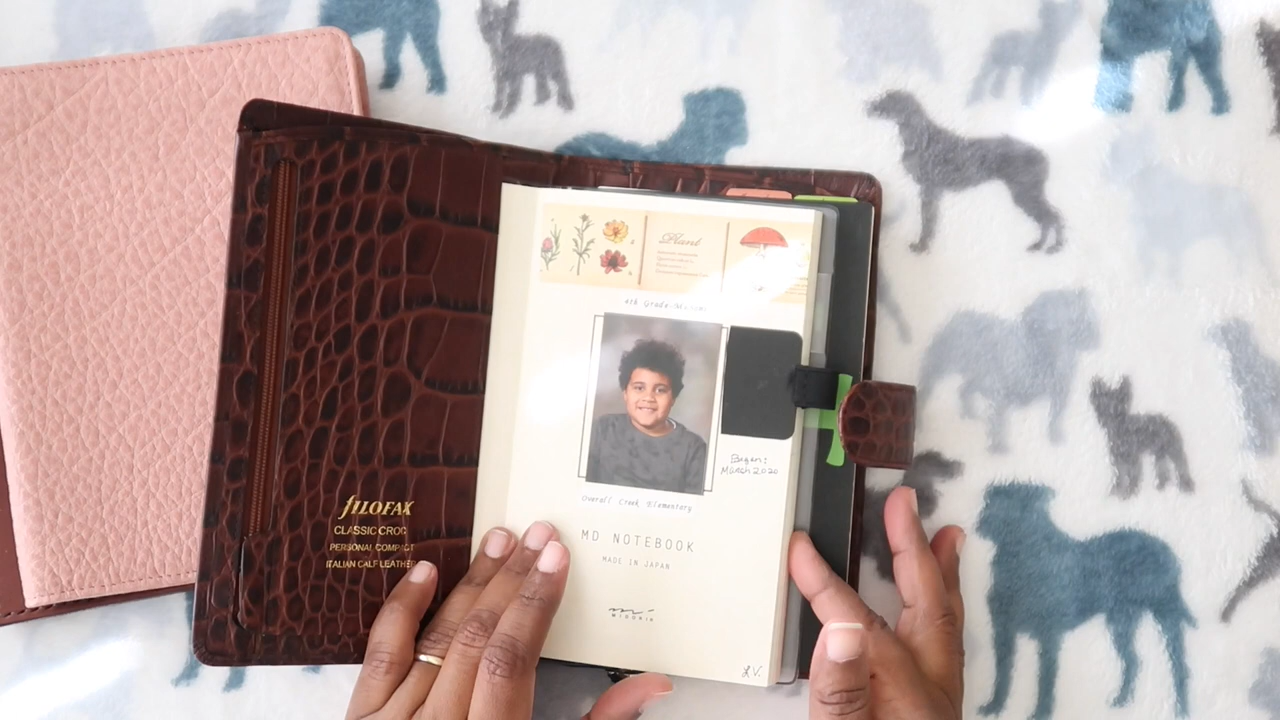 fILOFAX
CLASSIC CROC
PERSONAL COMPACT
ITALIAN CALF LEATHER
Plant
4th Grade
Began:
March 2020
Overall Creek Elementary
MD NOTEBOOK
MADE IN JAPAN
MIDORI
L.V.